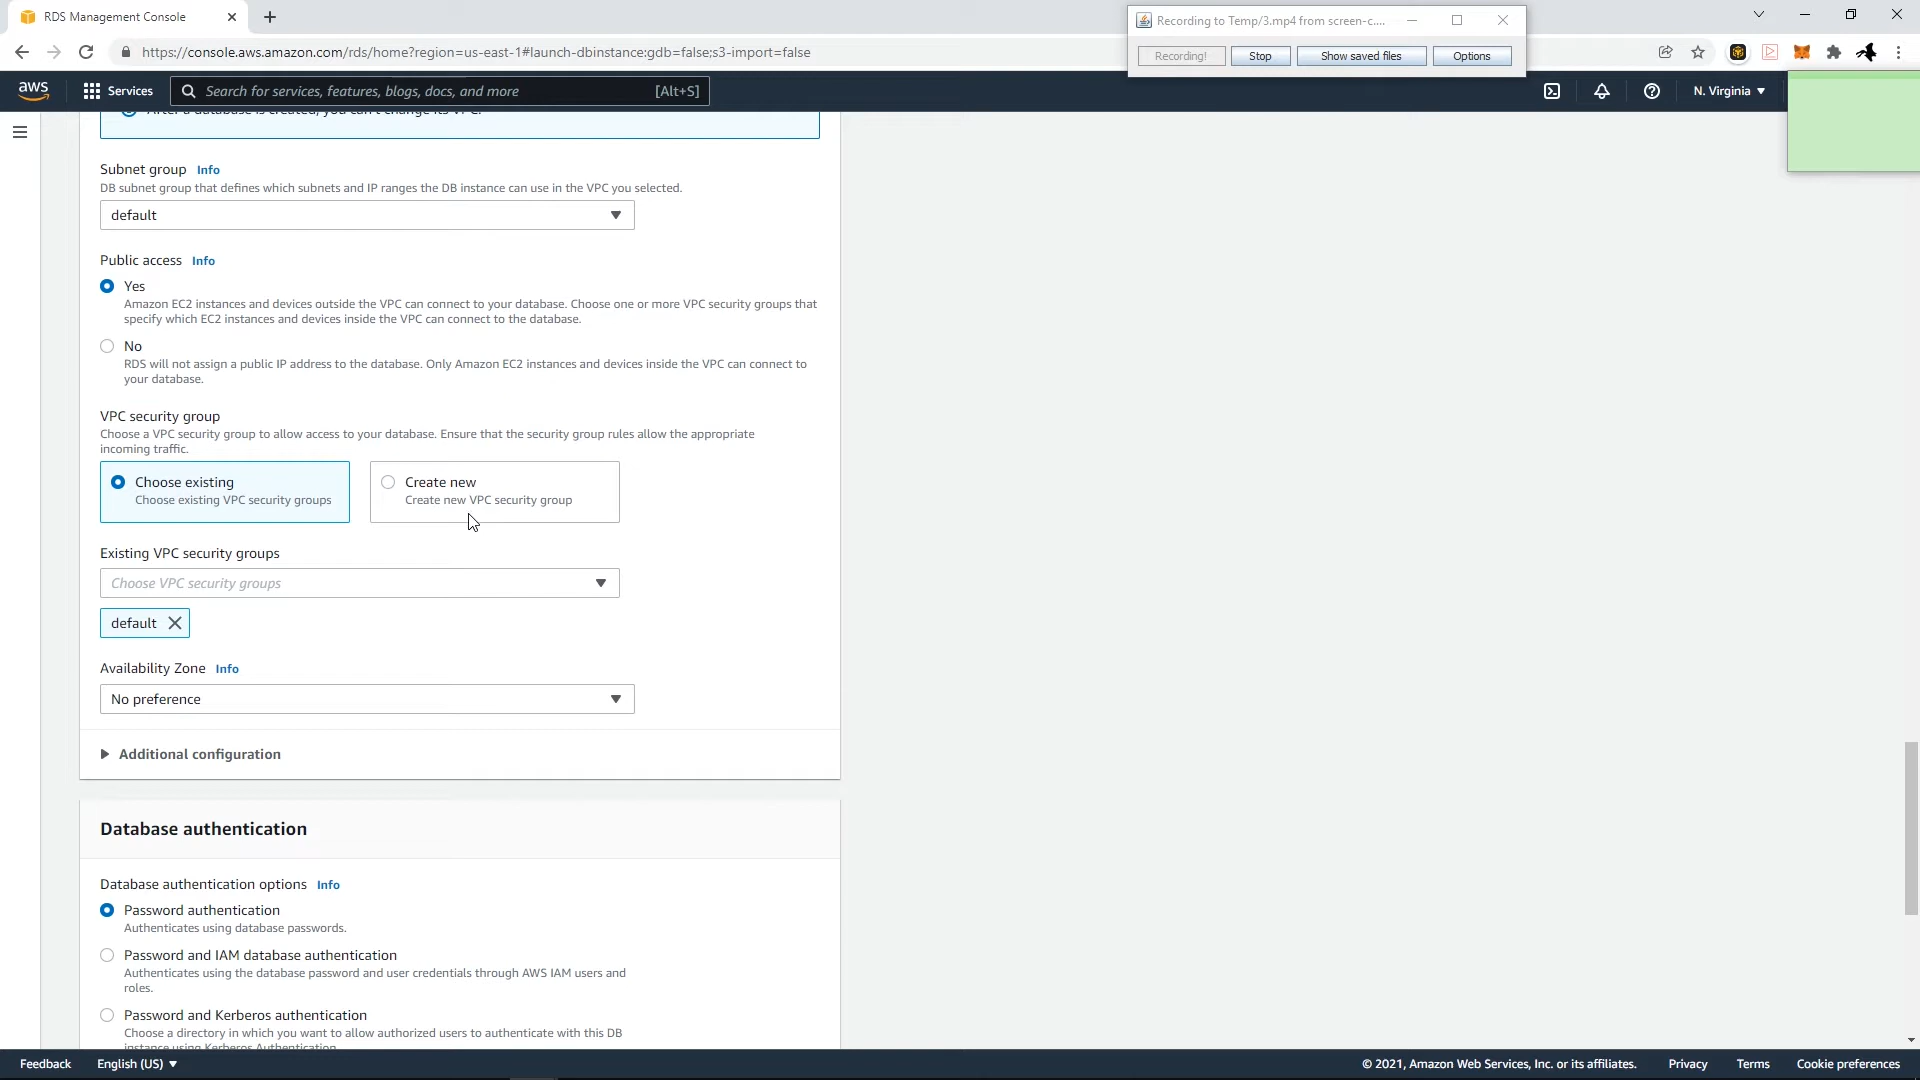 RDS Management Console
Recording to Temp/3.mp4 from screen-c....
https://console.aws.amazon.com/rds/home?region=us-east-1#launch-dbinstance:gdb=false;s3-import=false
Recording!
Stop
Show saved files
Options
aws
Services
Search for services, features, blogs, docs, and more
[Alt+S]
N. Virginia
After a database is created, you can't change its VPC.
Subnet group Info
DB subnet group that defines which subnets and IP ranges the DB instance can use in the VPC you selected.
default
Public access Info
Yes
Amazon EC2 instances and devices outside the VPC can connect to your database. Choose one or more VPC security groups that
specify which EC2 instances and devices inside the VPC can connect to the database.
No
RDS will not assign a public IP address to the database. Only Amazon EC2 instances and devices inside the VPC can connect to
your database.
VPC security group
Choose a VPC security group to allow access to your database. Ensure that the security group rules allow the appropriate
incoming traffic.
Choose existing
Choose existing VPC security groups
Create new
Create new VPC security group
Existing VPC security groups
Choose VPC security groups
default
Availability Zone Info
No preference
Additional configuration
Database authentication
Database authentication options Info
Password authentication
Authenticates using database passwords.
Password and IAM database authentication
Authenticates using the database password and user credentials through AWS IAM users and
roles.
Password and Kerberos authentication
Choose a directory in which you want to allow authorized users to authenticate with this DB
instance using Kerberos Authentication.
Feedback
English (US)
© 2021, Amazon Web Services, Inc. or its affiliates.
Privacy
Terms
Cookie preferences